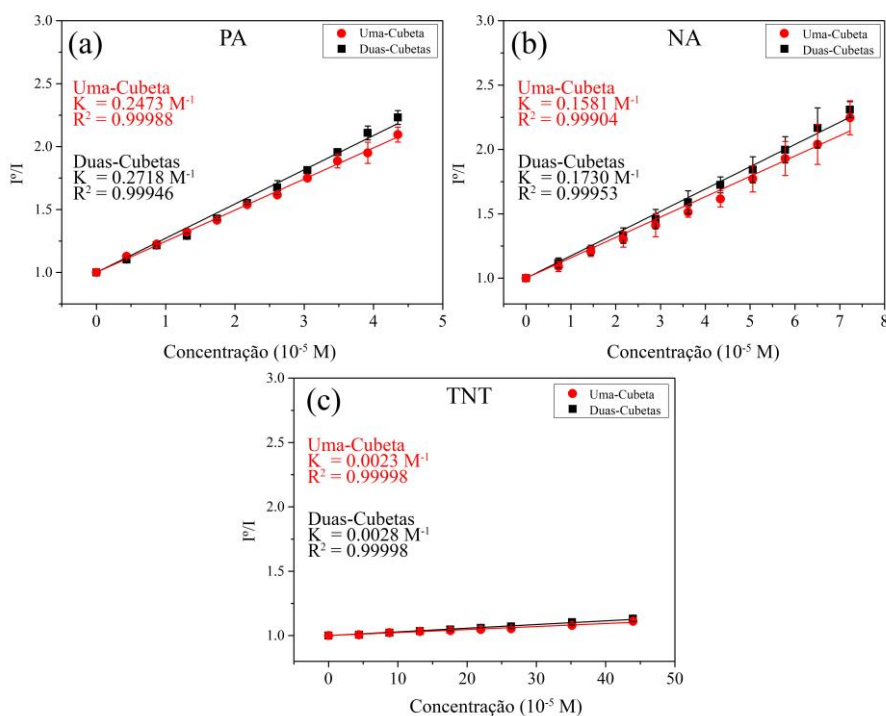 (a)
PA
Uma-Cubeta
Duas-Cubetas
Uma-Cubeta
K = 0.2473 M⁻¹
R² = 0.99988
Duas-Cubetas
K = 0.2718 M⁻¹
R² = 0.99946
I⁰/I
3.0
2.5
2.0
1.5
1.0
0 1 2 3 4 5
Concentração (10⁻⁵ M)
(b)
NA
Uma-Cubeta
Duas-Cubetas
Uma-Cubeta
K = 0.1581 M⁻¹
R² = 0.99904
Duas-Cubetas
K = 0.1730 M⁻¹
R² = 0.99953
I⁰/I
3.0
2.5
2.0
1.5
1.0
0 1 2 3 4 5 6 7 8
Concentração (10⁻⁵ M)
(c)
TNT
Uma-Cubeta
Duas-Cubetas
Uma-Cubeta
K = 0.0023 M⁻¹
R² = 0.99998
Duas-Cubetas
K = 0.0028 M⁻¹
R² = 0.99998
I⁰/I
3.0
2.5
2.0
1.5
1.0
0 10 20 30 40 50
Concentração (10⁻⁵ M)